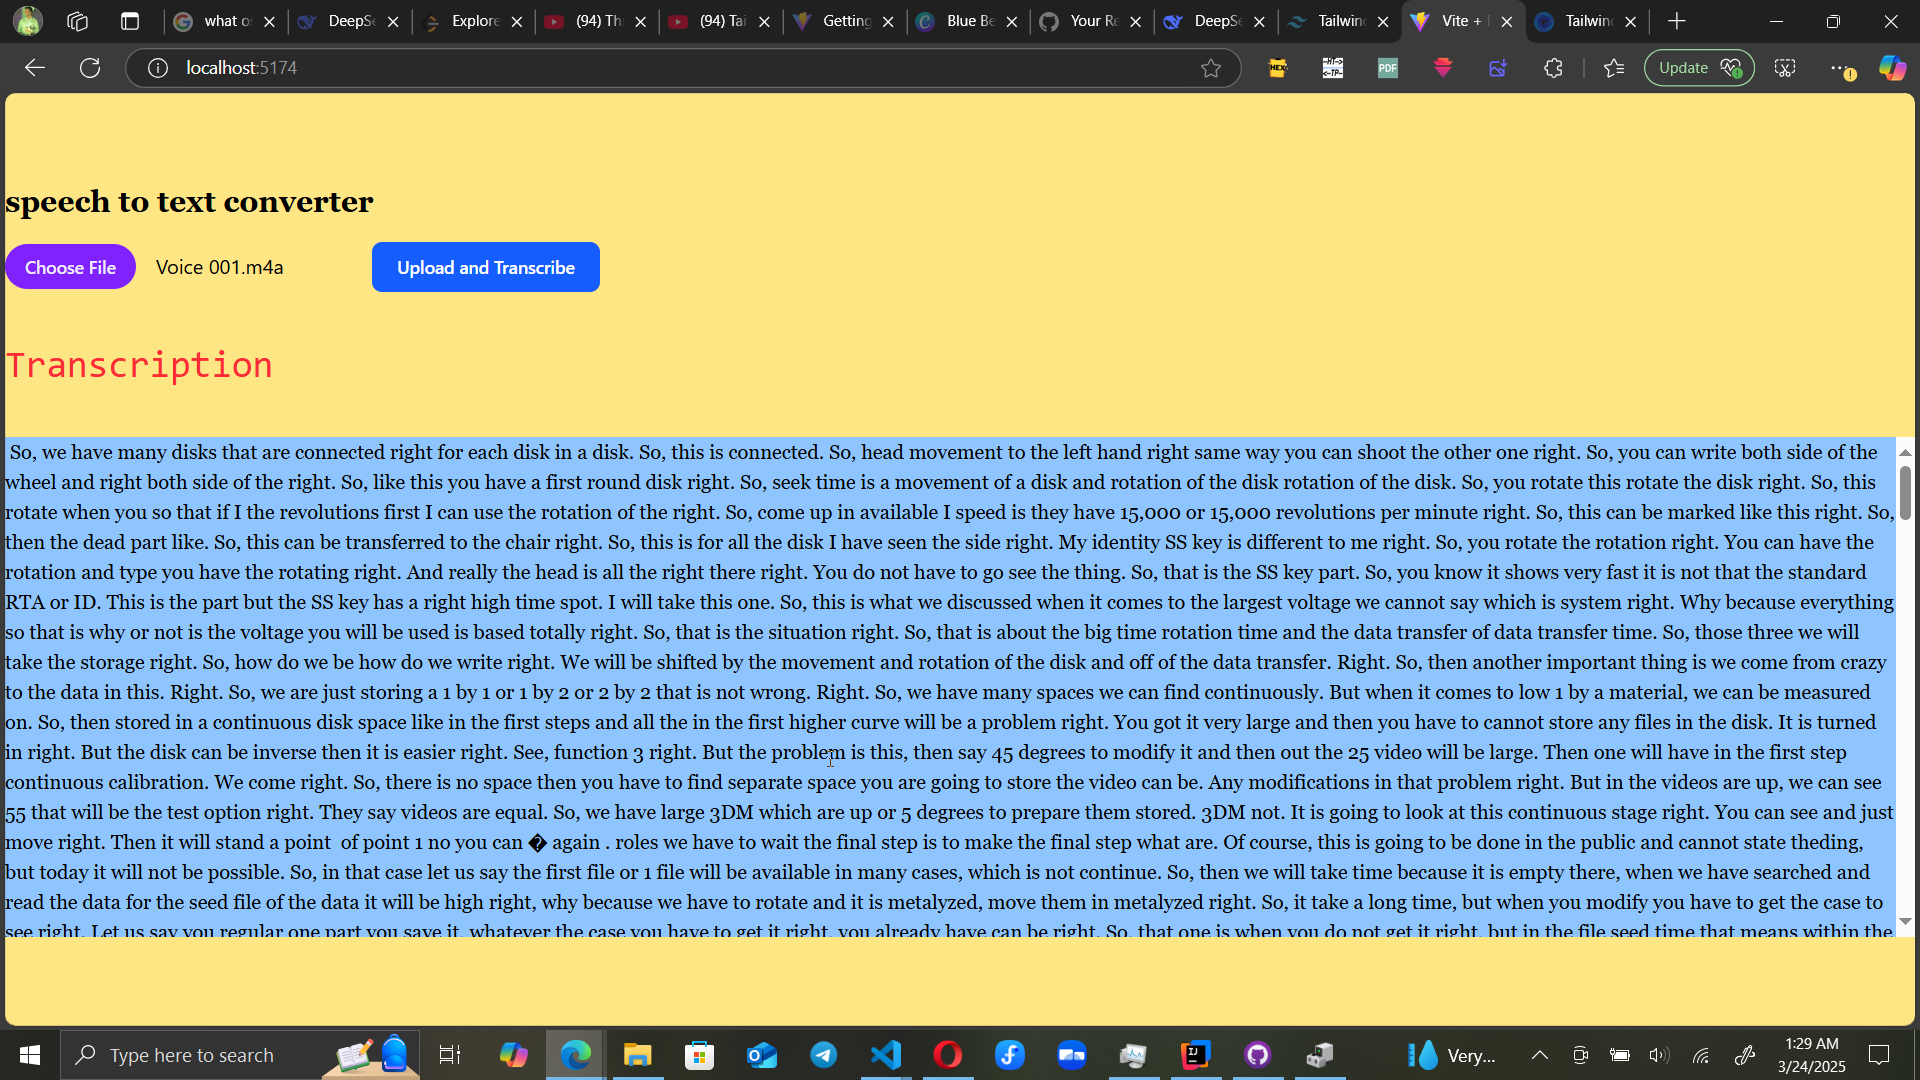 what o
DeepSe
Explore
(94) Thi
(94) Tai
Getting
Blue Be
Your Re
DeepSe
Tailwin
Vite +
Tailwin
localhost:5174
HEX
PDF
Update
speech to text converter
Choose File
Voice 001.m4a
Upload and Transcribe
Transcription
So, we have many disks that are connected right for each disk in a disk. So, this is connected. So, head movement to the left hand right same way you can shoot the other one right. So, you can write both side of the
wheel and right both side of the right. So, like this you have a first round disk right. So, seek time is a movement of a disk and rotation of the disk rotation of the disk. So, you rotate this rotate the disk right. So, this
rotate when you so that if I the revolutions first I can use the rotation of the right. So, come up in available I speed is they have 15,000 or 15,000 revolutions per minute right. So, this can be marked like this right. So,
then the dead part like. So, this can be transferred to the chair right. So, this is for all the disk I have seen the side right. My identity SS key is different to me right. So, you rotate the rotation right. You can have the
rotation and type you have the rotating right. And really the head is all the right there right. You do not have to go see the thing. So, that is the SS key part. So, you know it shows very fast it is not that the standard
RTA or ID. This is the part but the SS key has a right high time spot. I will take this one. So, this is what we discussed when it comes to the largest voltage we cannot say which is system right. Why because everything
so that is why or not is the voltage you will be used is based totally right. So, that is the situation right. So, that is about the big time rotation time and the data transfer of data transfer time. So, those three we will
take the storage right. So, how do we be how do we write right. We will be shifted by the movement and rotation of the disk and off of the data transfer. Right. So, then another important thing is we come from crazy
to the data in this. Right. So, we are just storing a 1 by 1 or 1 by 2 or 2 by 2 that is not wrong. Right. So, we have many spaces we can find continuously. But when it comes to low 1 by a material, we can be measured
on. So, then stored in a continuous disk space like in the first steps and all the in the first higher curve will be a problem right. You got it very large and then you have to cannot store any files in the disk. It is turned
in right. But the disk can be inverse then it is easier right. See, function 3 right. But the problem is this, then say 45 degrees to modify it and then out the 25 video will be large. Then one will have in the first step
continuous calibration. We come right. So, there is no space then you have to find separate space you are going to store the video can be. Any modifications in that problem right. But in the videos are up, we can see
55 that will be the test option right. They say videos are equal. So, we have large 3DM which are up or 5 degrees to prepare them stored. 3DM not. It is going to look at this continuous stage right. You can see and just
move right. Then it will stand a point of point 1 no you can � again . roles we have to wait the final step is to make the final step what are. Of course, this is going to be done in the public and cannot state theding,
but today it will not be possible. So, in that case let us say the first file or 1 file will be available in many cases, which is not continue. So, then we will take time because it is empty there, when we have searched and
read the data for the seed file of the data it will be high right, why because we have to rotate and it is metalyzed, move them in metalyzed right. So, it take a long time, but when you modify you have to get the case to
see right. Let us say you regular one part you save it, whatever the case you have to get it right, you already have can be right. So, that one is when you do not get it right, but in the file seed time that means within the
Type here to search
Very...
1:29 AM
3/24/2025